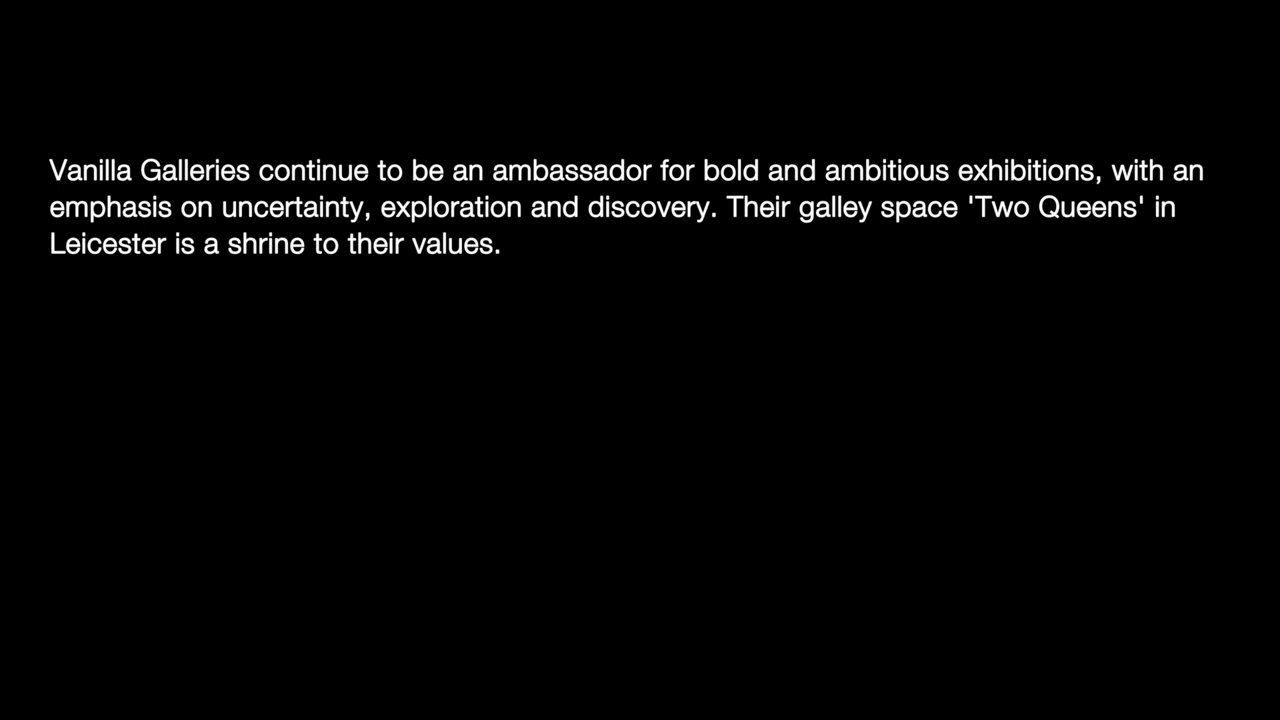 Vanilla Galleries continue to be an ambassador for bold and ambitious exhibitions, with an
emphasis on uncertainty, exploration and discovery. Their galley space 'Two Queens' in
Leicester is a shrine to their values.